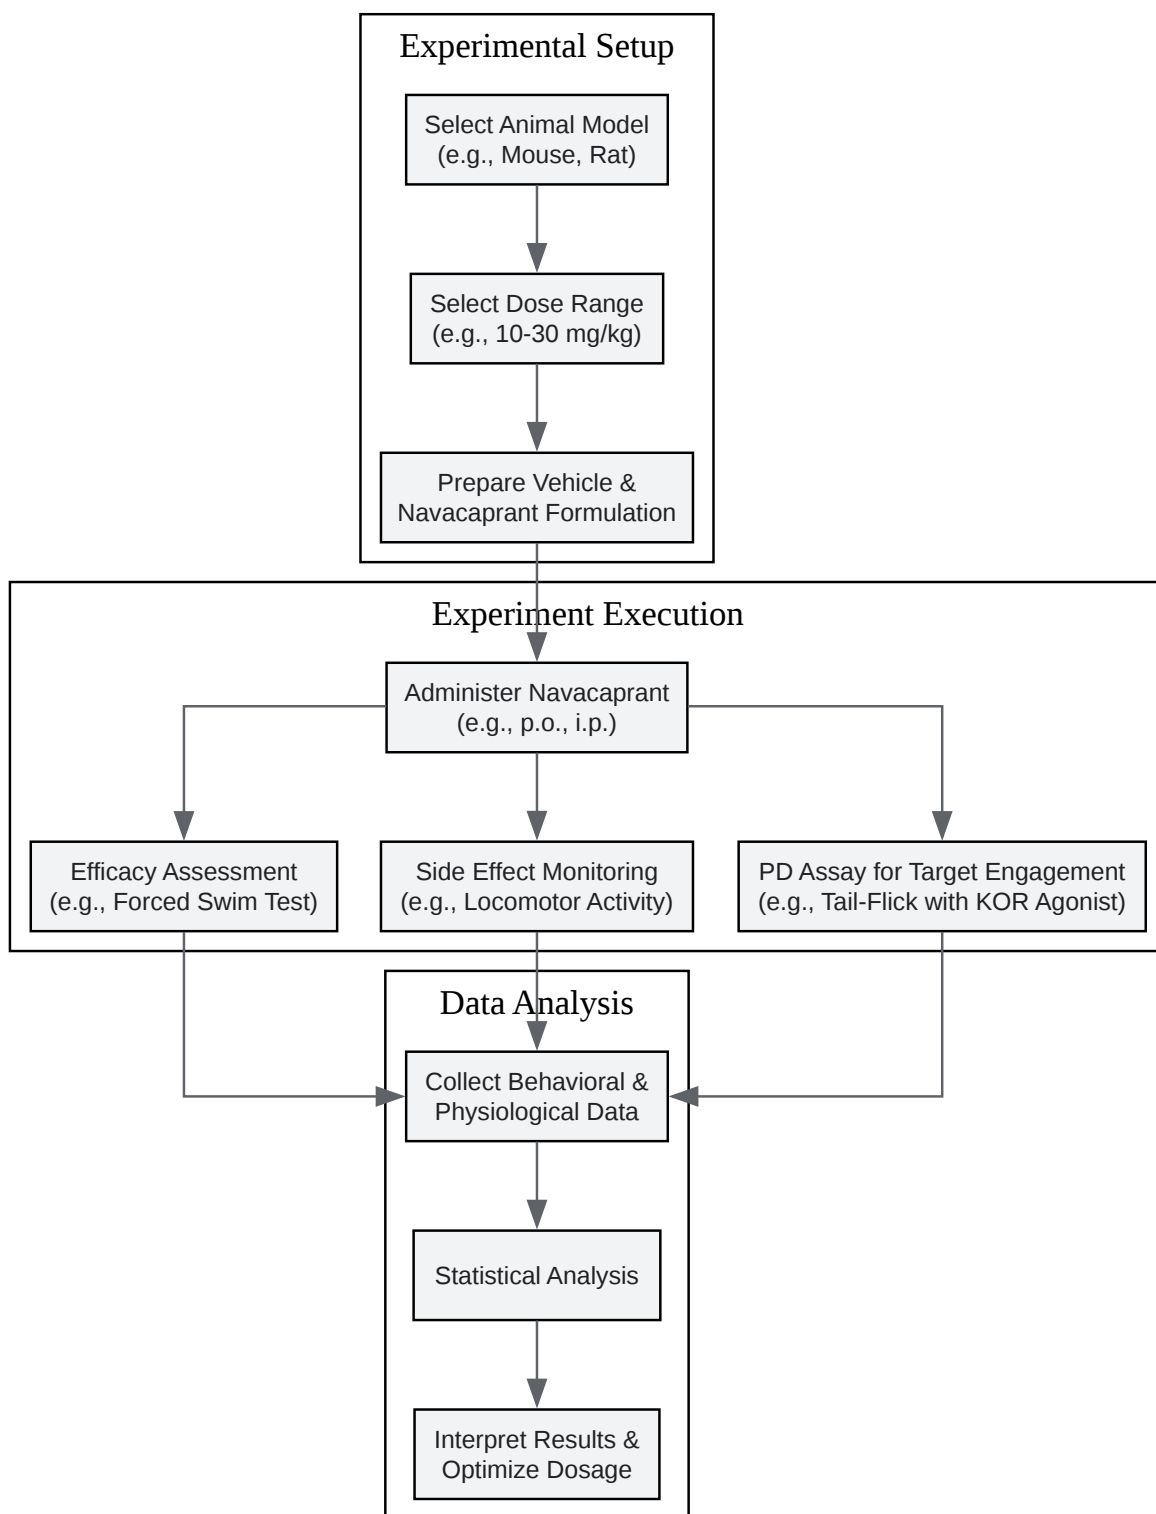 Experimental Setup
Select Animal Model
(e.g., Mouse, Rat)
Select Dose Range
(e.g., 10-30 mg/kg)
Prepare Vehicle &
Navacaprant Formulation
Experiment Execution
Administer Navacaprant
(e.g., p.o., i.p.)
Efficacy Assessment
(e.g., Forced Swim Test)
Side Effect Monitoring
(e.g., Locomotor Activity)
PD Assay for Target Engagement
(e.g., Tail-Flick with KOR Agonist)
Data Analysis
Collect Behavioral &
Physiological Data
Statistical Analysis
Interpret Results &
Optimize Dosage